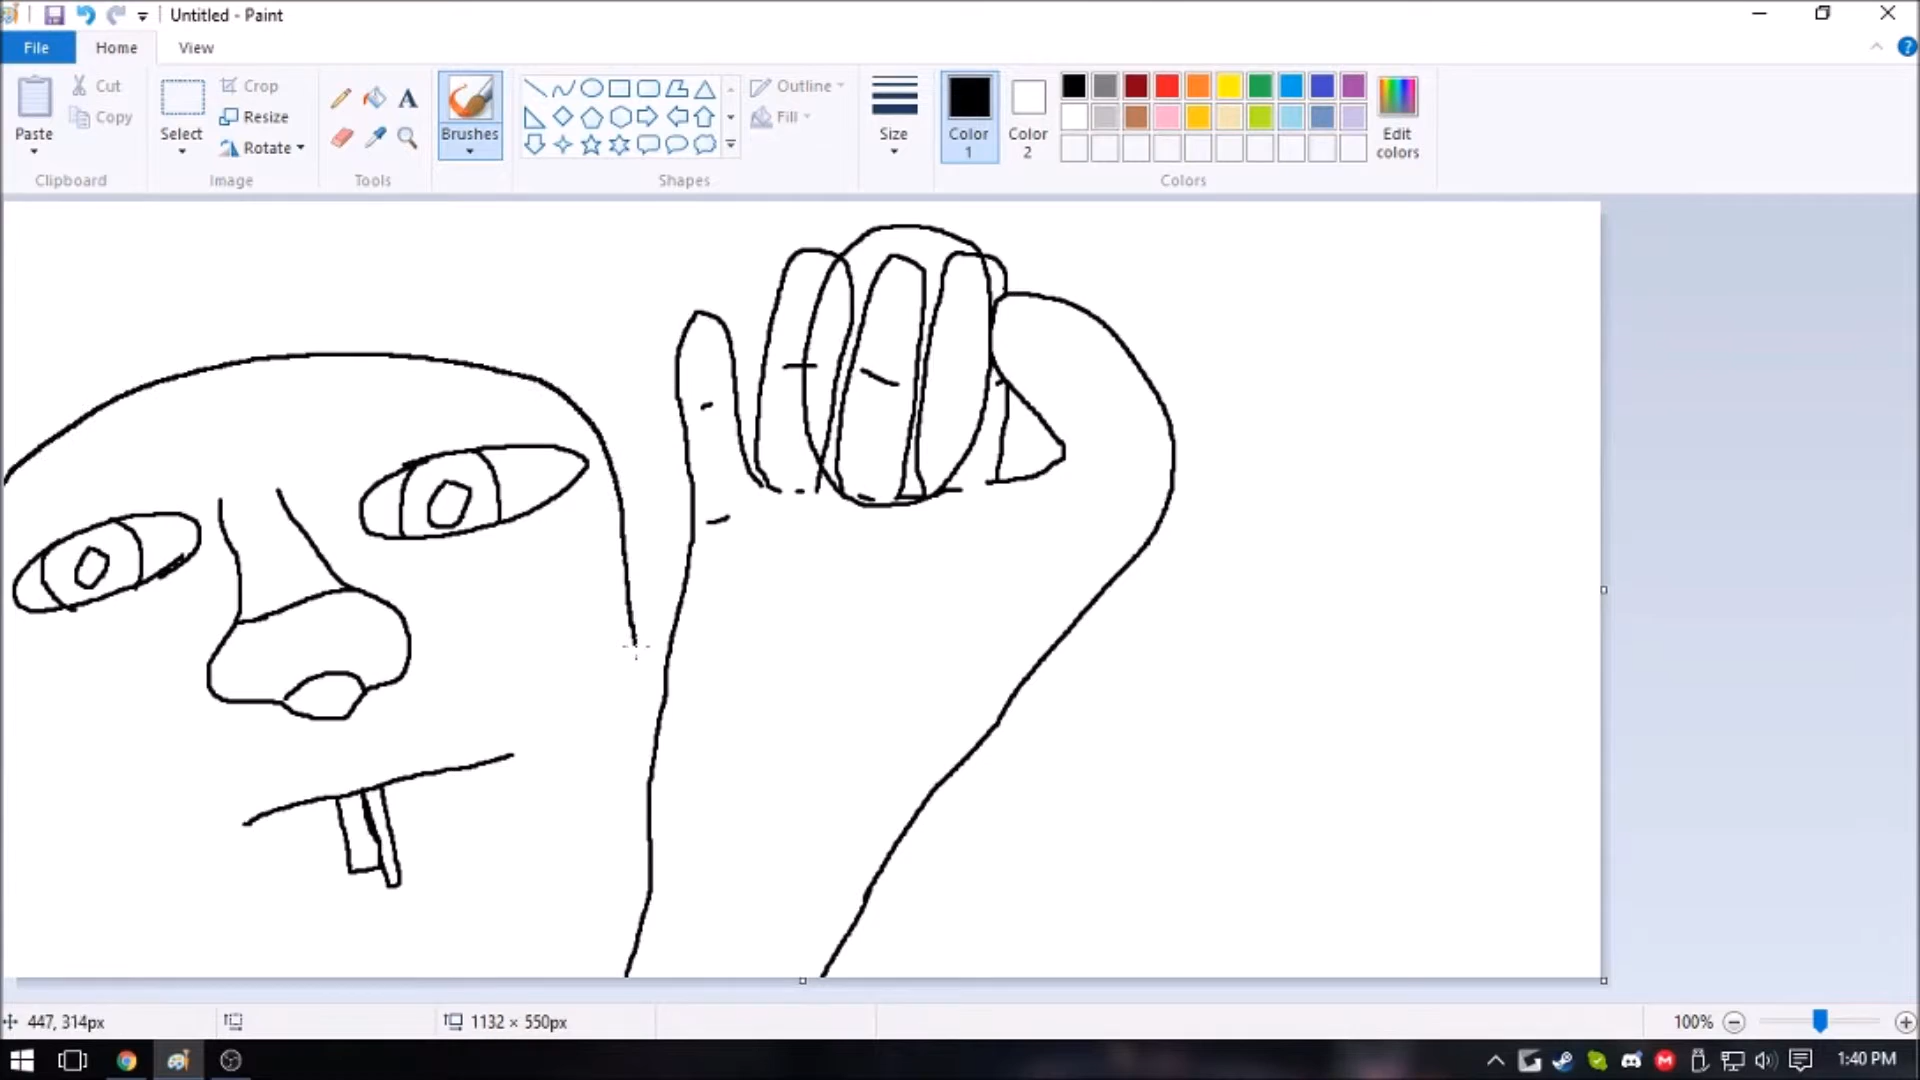 Untitled - Paint
File Home View
Cut Crop Outline
Copy Resize Fill
Paste Select Rotate Brushes Size Color 1 Color 2 Edit colors
Clipboard Image Tools Shapes Colors
447, 314px 1132 × 550px 100%
1:40 PM